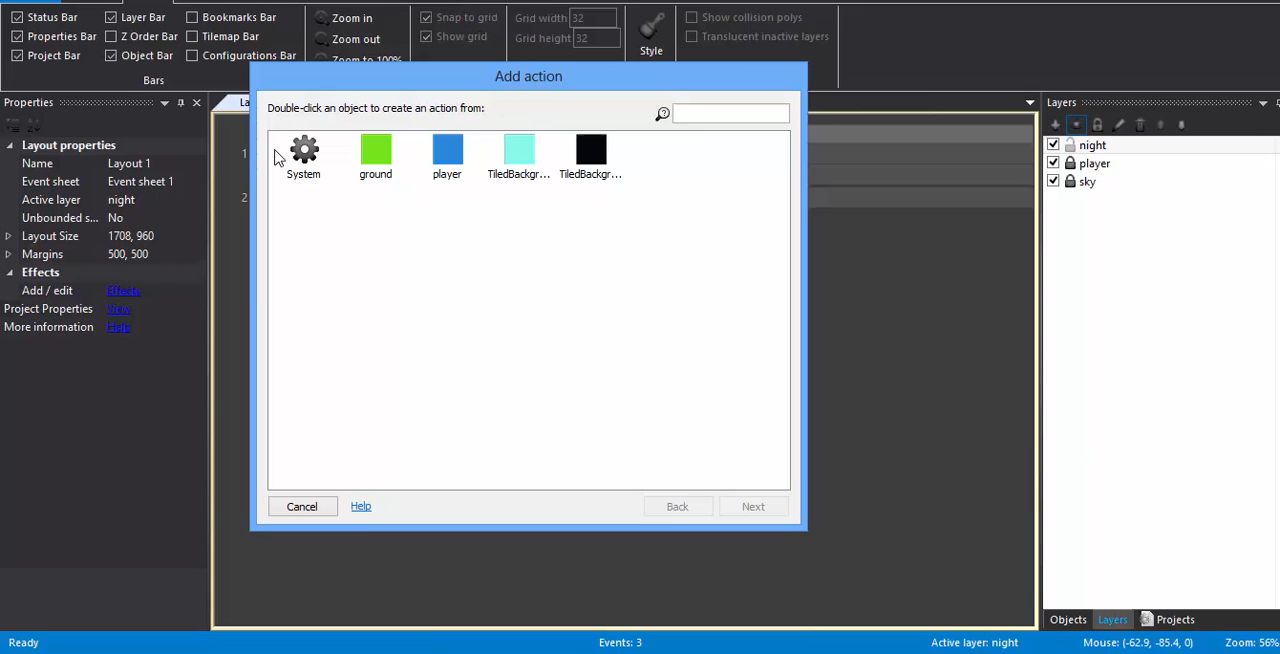 Status Bar Layer Bar Bookmarks Bar Zoom in Snap to grid Grid width 32 Show collision polys
Properties Bar Z Order Bar Tilemap Bar Zoom out Show grid Grid height 32 Translucent inactive layers
Project Bar Object Bar Configurations Bar Zoom to 100% Style
Bars
Add action
Properties
Layers
Double-click an object to create an action from:
Layout properties
Name Layout 1
Event sheet Event sheet 1
Active layer night
Unbounded s... No
Layout Size 1708, 960
Margins 500, 500
Effects
Add / edit Effects
Project Properties View
More information Help
1
2
System ground player TiledBackgr... TiledBackgr...
Cancel Help Back Next
night
player
sky
Objects Layers Projects
Ready Events: 3 Active layer: night Mouse: (-62.9, -85.4, 0) Zoom: 56%